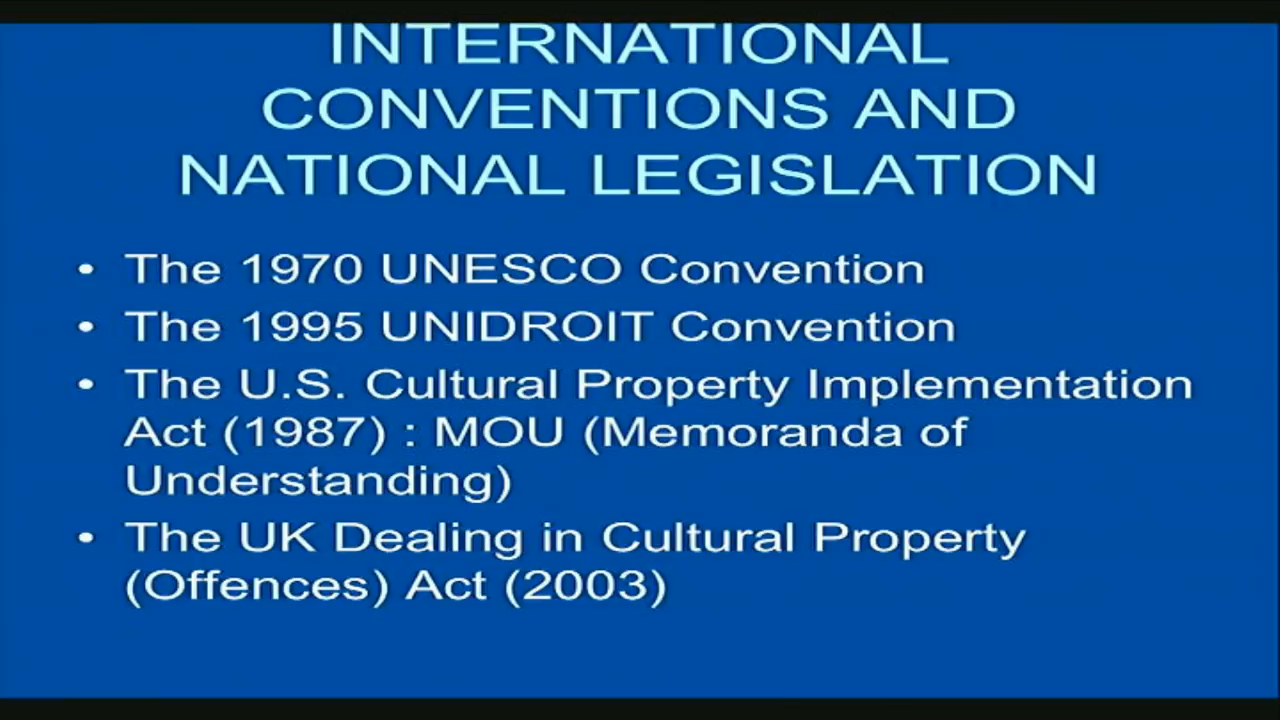 INTERNATIONAL
CONVENTIONS AND
NATIONAL LEGISLATION
• The 1970 UNESCO Convention
• The 1995 UNIDROIT Convention
• The U.S. Cultural Property Implementation
Act (1987) : MOU (Memoranda of
Understanding)
• The UK Dealing in Cultural Property
(Offences) Act (2003)